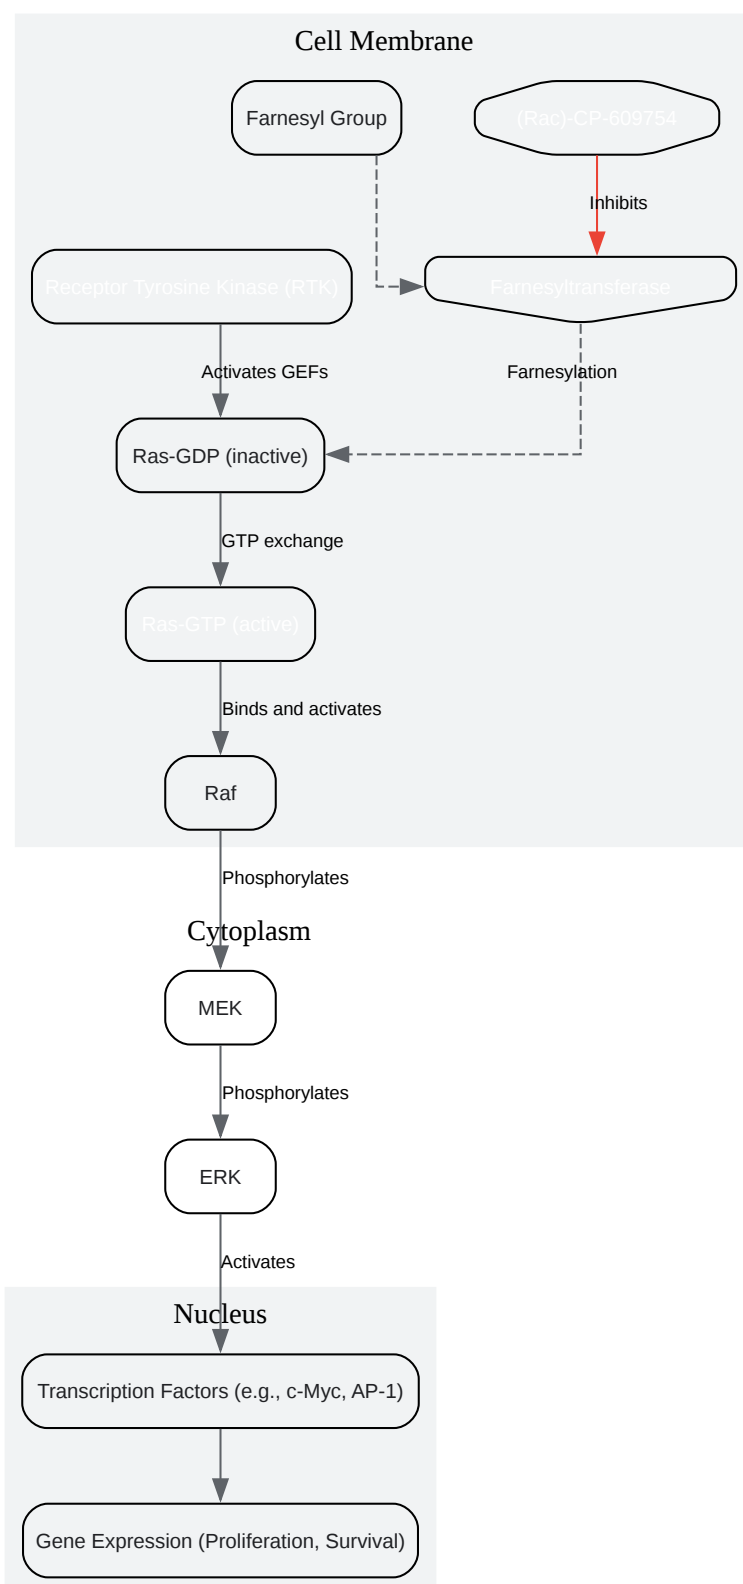 Cell Membrane
Farnesyl Group
(Rac)-CP-609754
Inhibits
Receptor Tyrosine Kinase (RTK)
Farnesyltransferase
Activates GEFs
Farnesylation
Ras-GDP (inactive)
GTP exchange
Ras-GTP (active)
Binds and activates
Raf
Phosphorylates
Cytoplasm
MEK
Phosphorylates
ERK
Activates
Nucleus
Transcription Factors (e.g., c-Myc, AP-1)
Gene Expression (Proliferation, Survival)